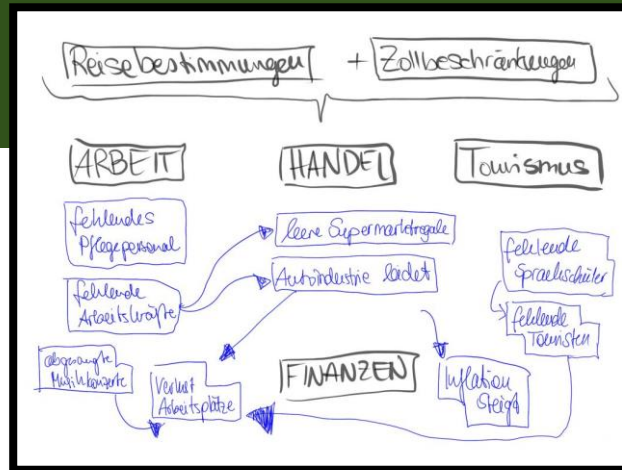 Reisebestimmungen + Zollbeschränkungen
ARBEIT HANDEL Tourismus
fehlendes
Pflegepersonal
leere Supermarktregale
fehlende
Arbeitskräfte
Autoindustrie leidet
fehlende
Sprachschüler
fehlende
Touristen
abgesagte
Musikkonzerte
Verlust
Arbeitsplätze
FINANZEN
Inflation
steigt